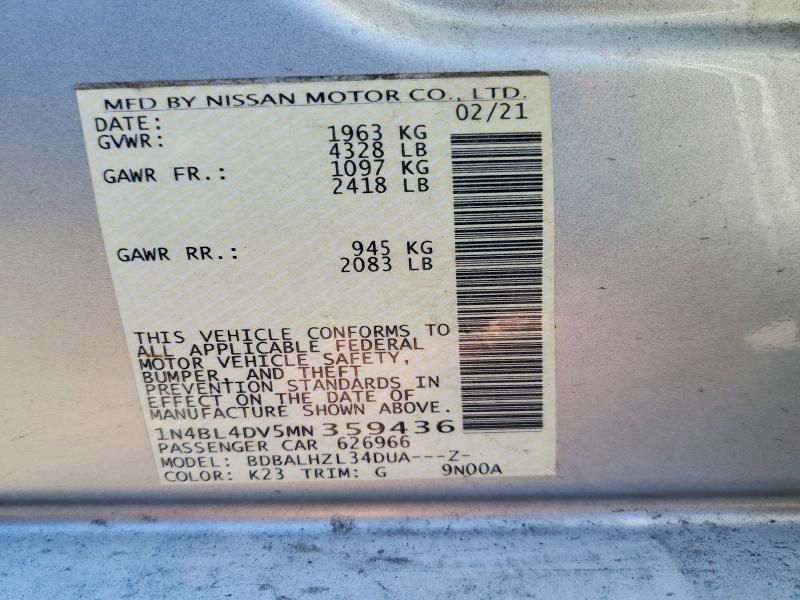 MFD BY NISSAN MOTOR CO., LTD.
DATE: 02/21
GVWR: 1963 KG
4328 LB
GAWR FR.: 1097 KG
2418 LB
GAWR RR.: 945 KG
2083 LB
THIS VEHICLE CONFORMS TO
ALL APPLICABLE FEDERAL
MOTOR VEHICLE SAFETY,
BUMPER, AND THEFT
PREVENTION STANDARDS IN
EFFECT ON THE DATE OF
MANUFACTURE SHOWN ABOVE.
1N4BL4DV5MN359436
PASSENGER CAR 626966
MODEL: BDBALHZL34DUA---Z-
COLOR: K23 TRIM: G 9N00A